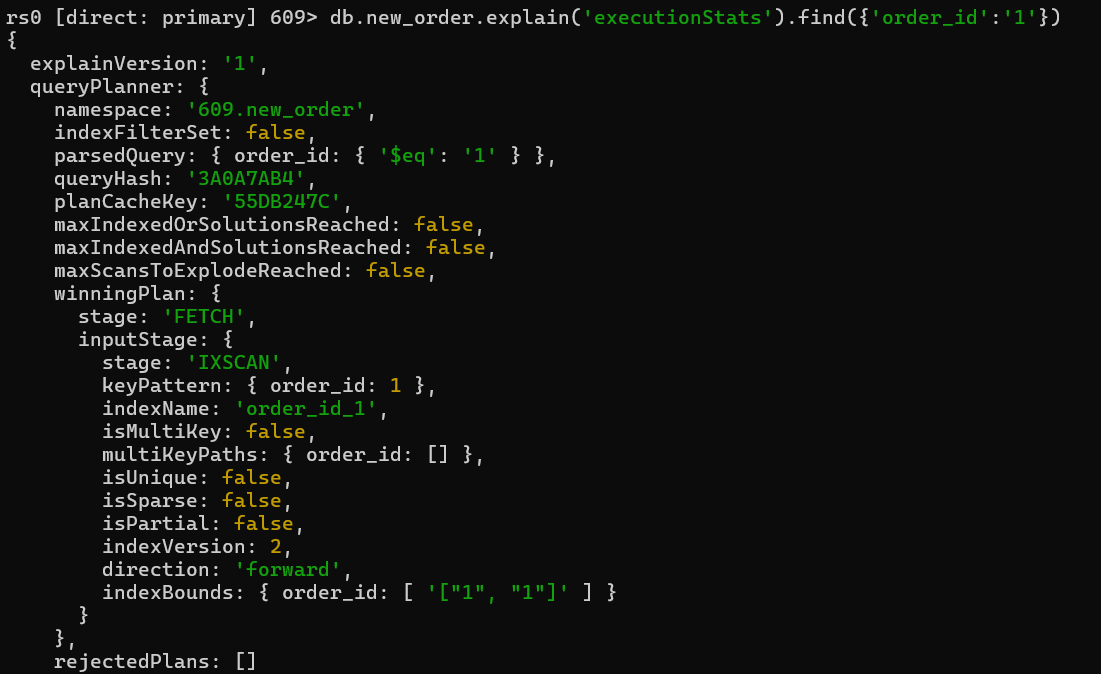 rs0 [direct: primary] 609> db.new_order.explain('executionStats').find({'order_id':'1'})
{
  explainVersion: '1',
  queryPlanner: {
    namespace: '609.new_order',
    indexFilterSet: false,
    parsedQuery: { order_id: { '$eq': '1' } },
    queryHash: '3A0A7AB4',
    planCacheKey: '55DB247C',
    maxIndexedOrSolutionsReached: false,
    maxIndexedAndSolutionsReached: false,
    maxScansToExplodeReached: false,
    winningPlan: {
      stage: 'FETCH',
      inputStage: {
        stage: 'IXSCAN',
        keyPattern: { order_id: 1 },
        indexName: 'order_id_1',
        isMultiKey: false,
        multiKeyPaths: { order_id: [] },
        isUnique: false,
        isSparse: false,
        isPartial: false,
        indexVersion: 2,
        direction: 'forward',
        indexBounds: { order_id: [ '["1", "1"]' ] }
      }
    },
    rejectedPlans: []